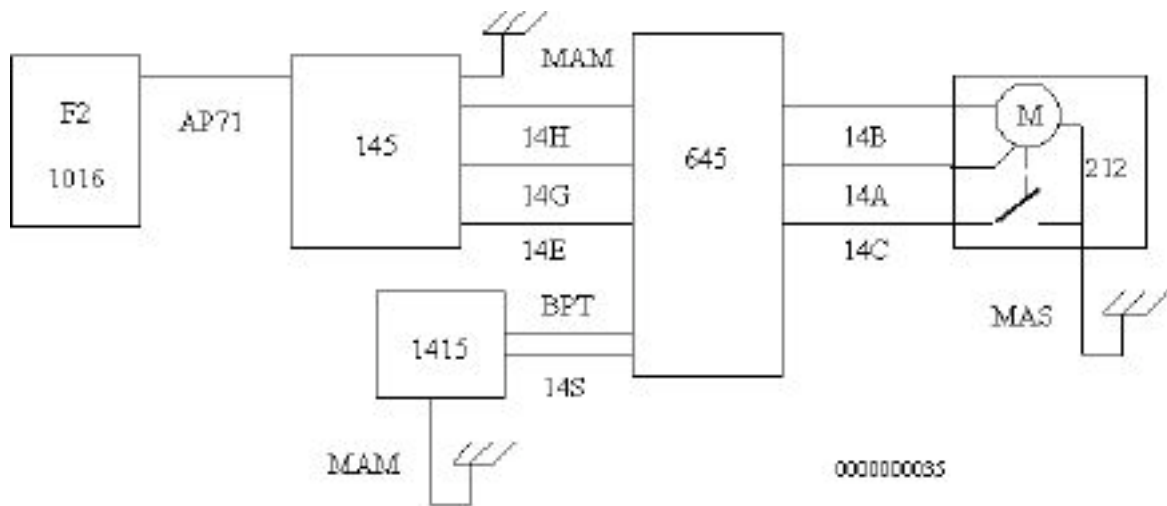 F2
1016
AP71
145
MAM
14H
14G
14E
645
14B
14A
14C
M
212
MAS
1415
BPT
14S
MAM
0000000035